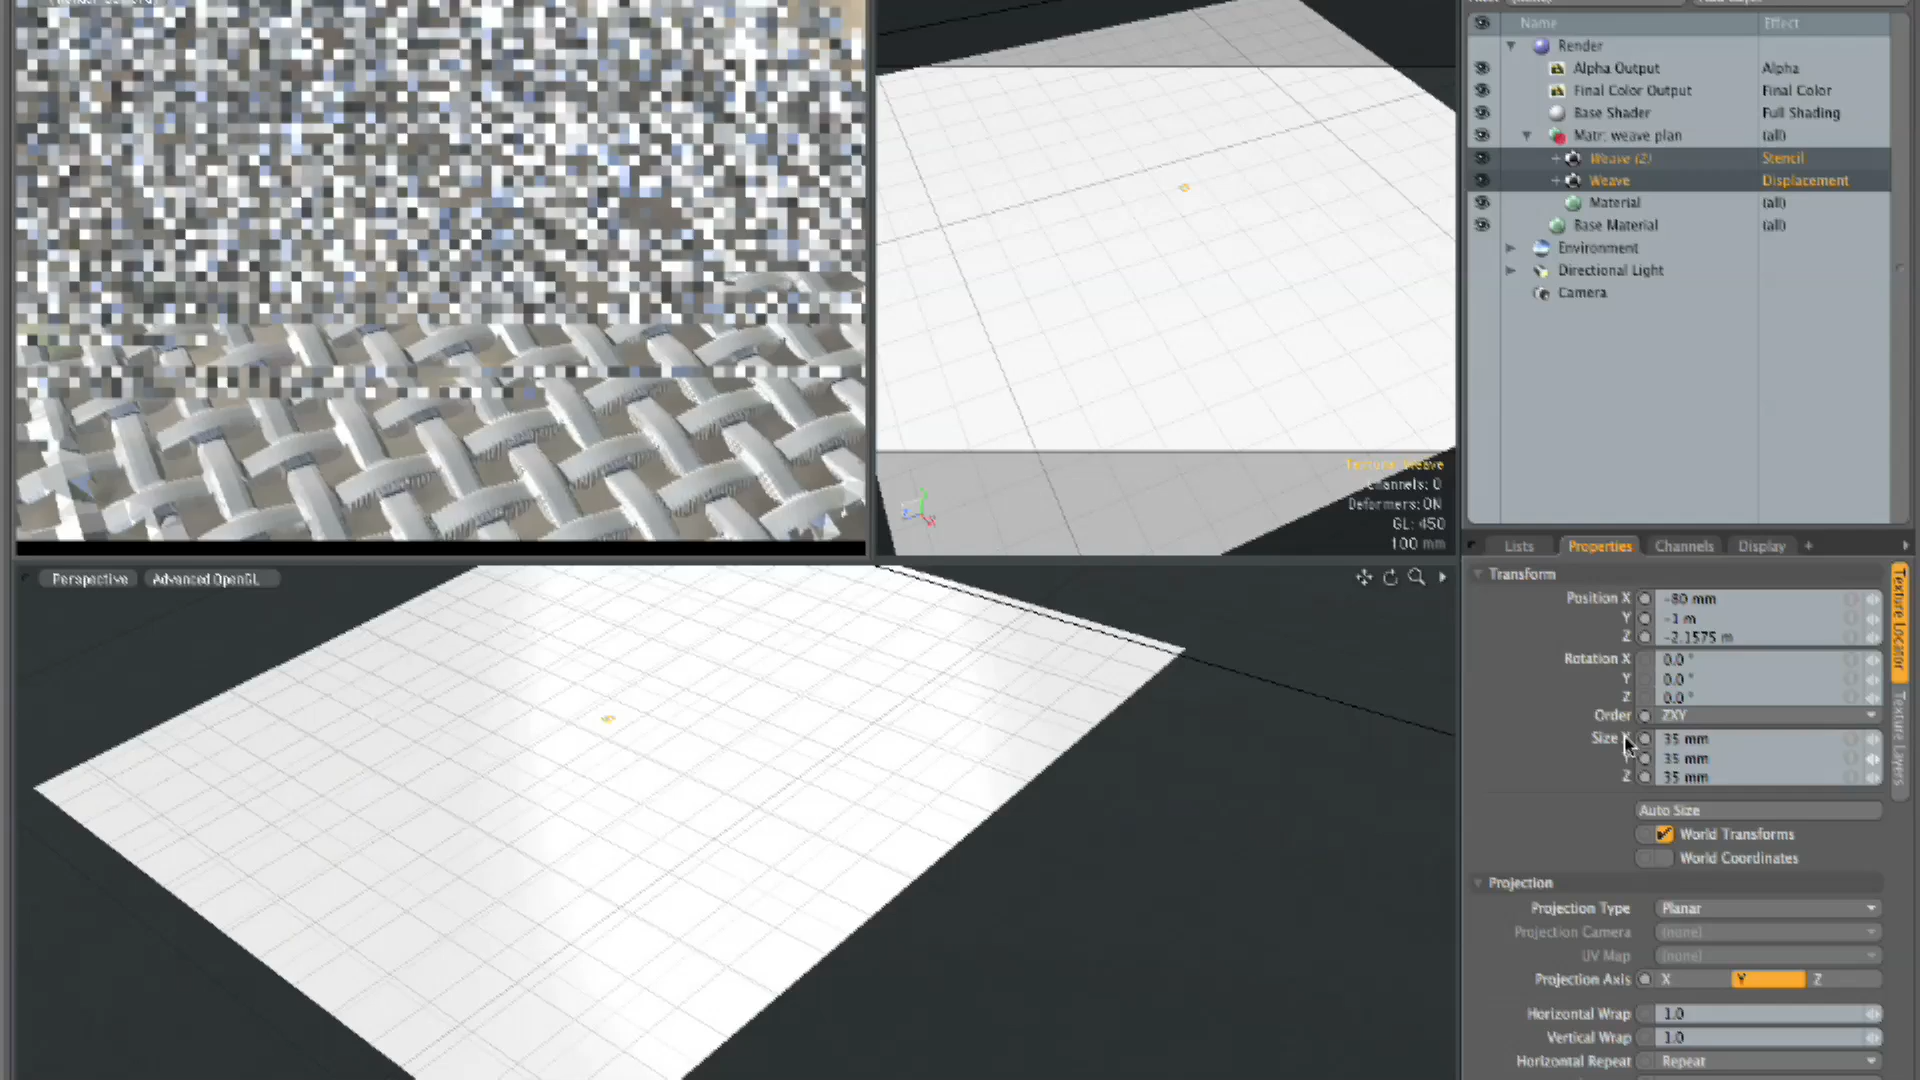 Name Effect
Render
Alpha Output Alpha
Final Color Output Final Color
Base Shader Full Shading
Matr: weave plan (all)
Weave (2) Stencil
Weave Displacement
Material (all)
Base Material (all)
Environment
Directional Light
Camera
Texture: Weave
Channels: 0
Deformers: ON
GL: 450
100 mm
Perspective Advanced OpenGL
Lists Properties Channels Display +
Transform
Position X -80 mm
Y -1 m
Z -2.1575 m
Rotation X 0.0 °
Y 0.0 °
Z 0.0 °
Order ZXY
Size X 35 mm
Y 35 mm
Z 35 mm
Auto Size
World Transforms
World Coordinates
Projection
Projection Type Planar
Projection Camera (none)
UV Map (none)
Projection Axis X Y Z
Horizontal Wrap 1.0
Vertical Wrap 1.0
Horizontal Repeat Repeat
Texture Locator
Texture Layers